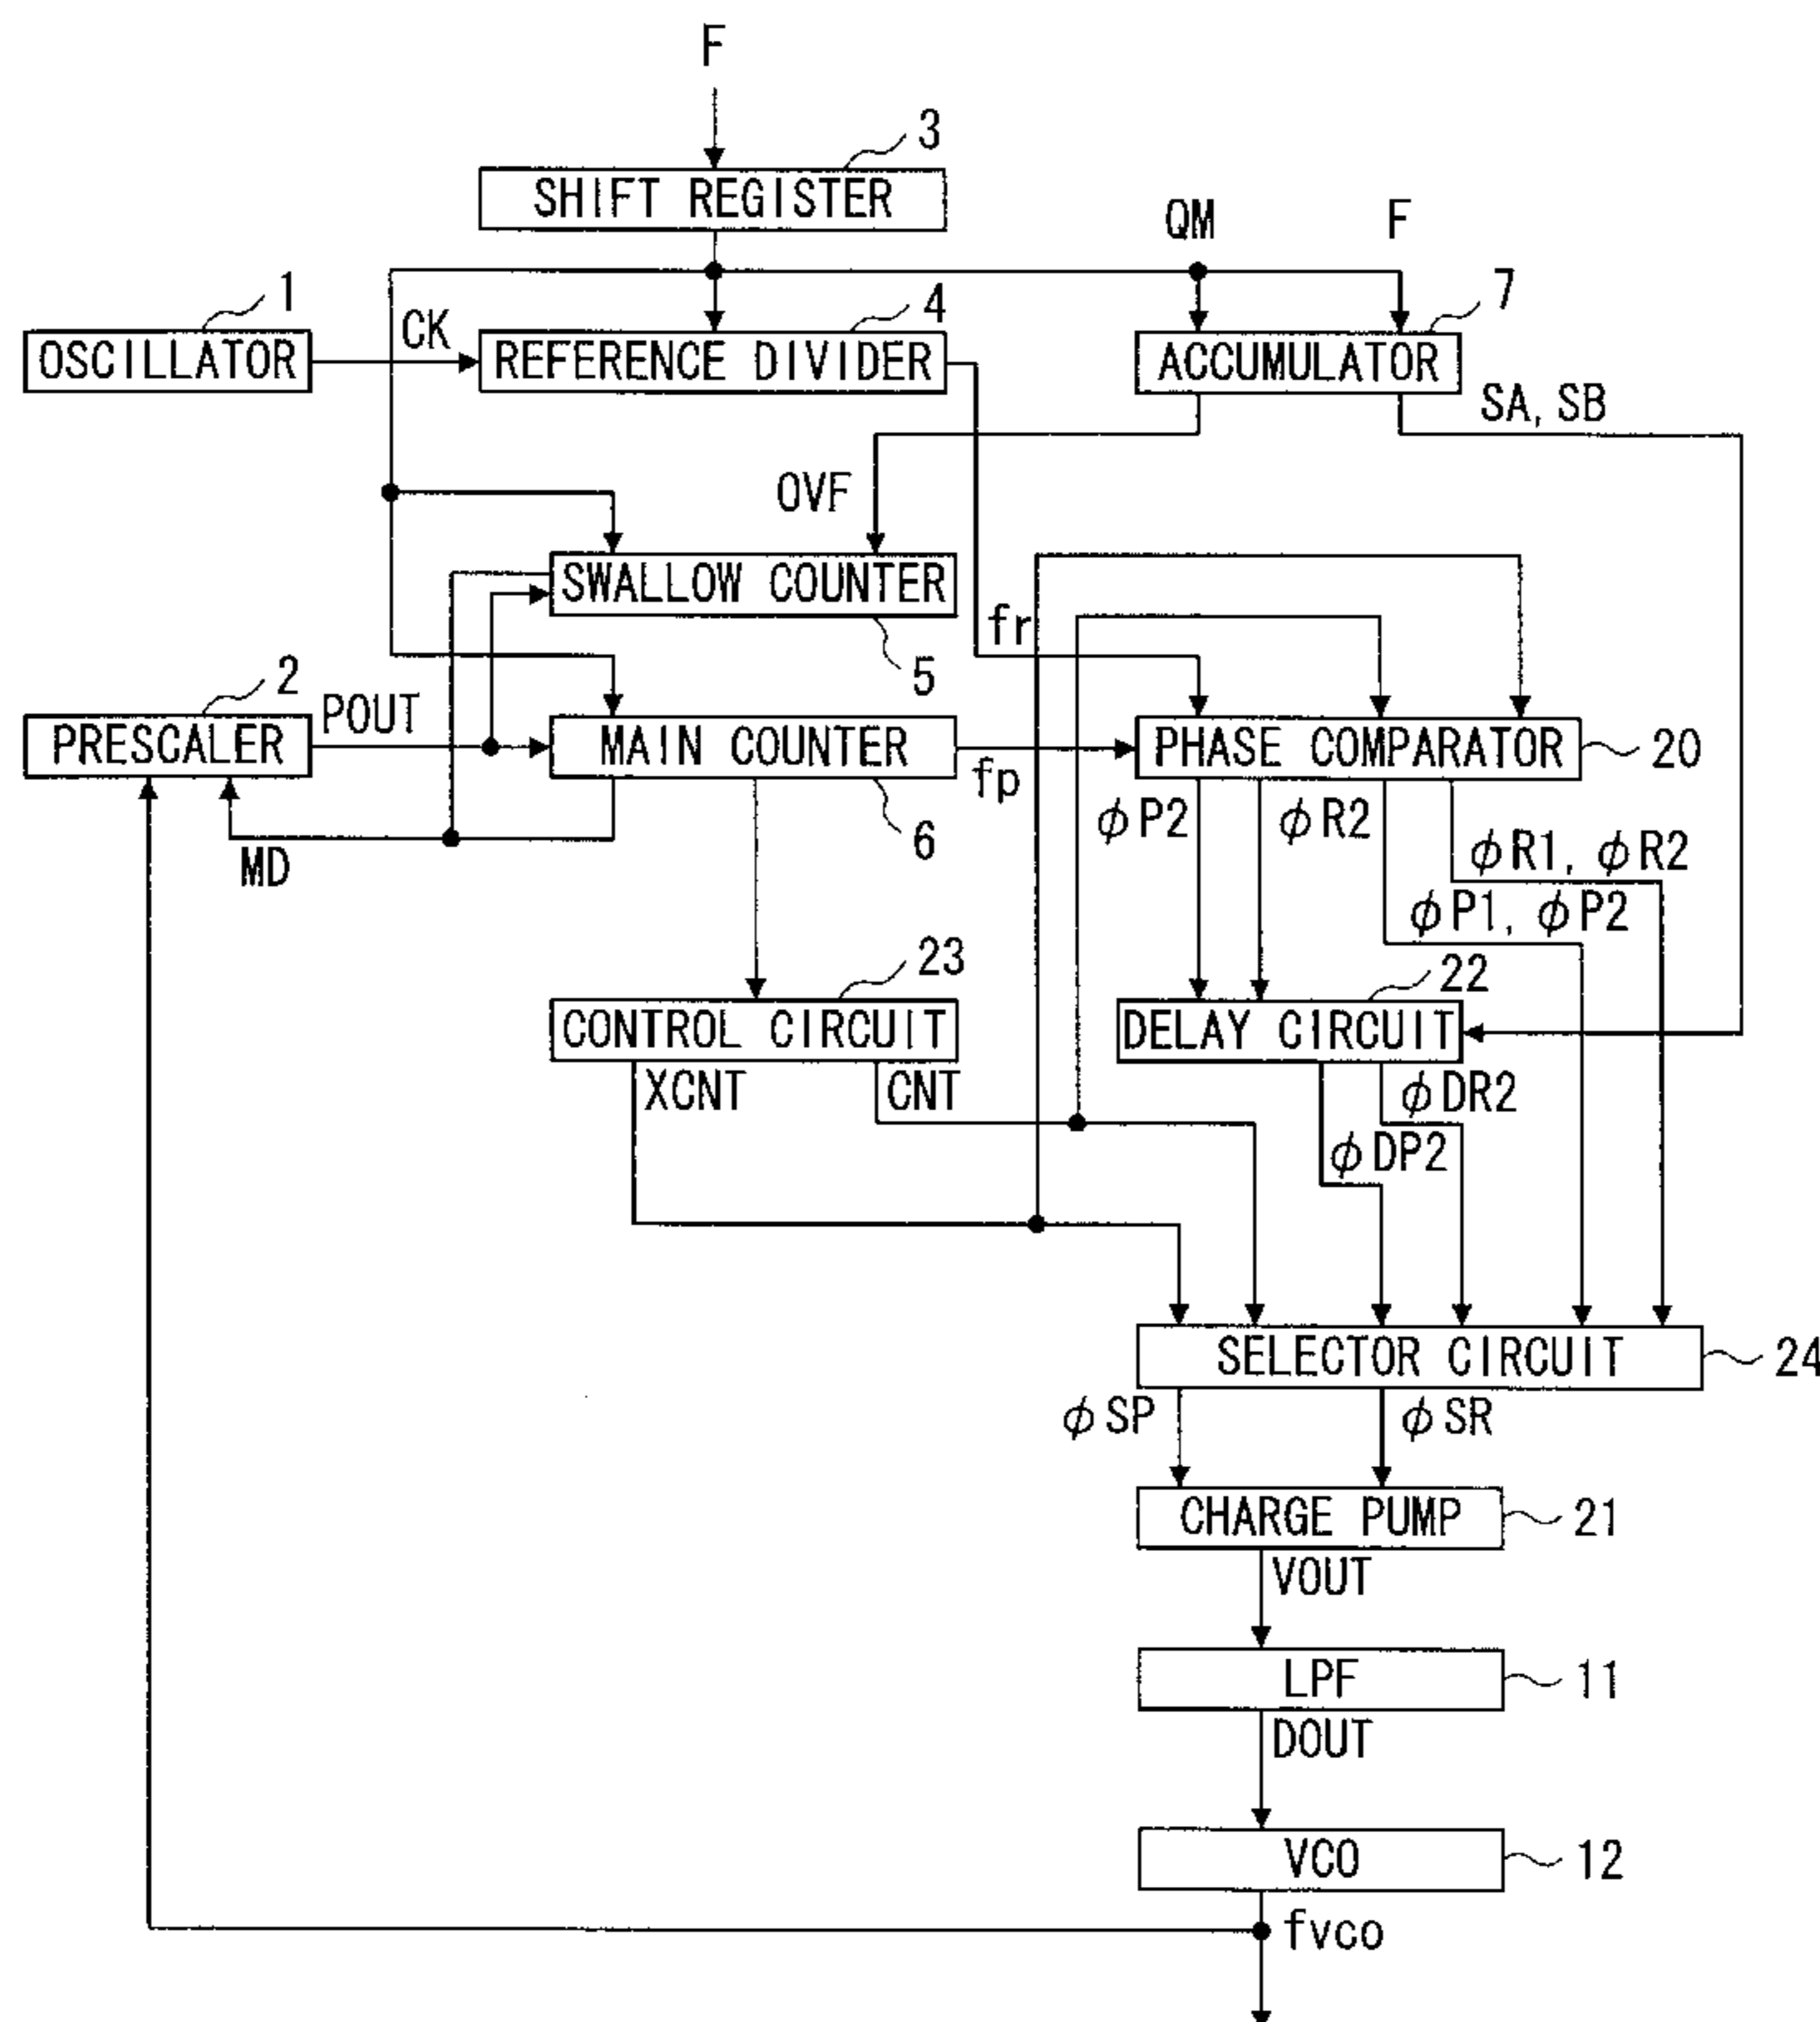 F
3
SHIFT REGISTER
QM
F
1
CK
4
7
OSCILLATOR
REFERENCE DIVIDER
ACCUMULATOR
SA, SB
OVF
SWALLOW COUNTER
5
fr
2
POUT
PRESCALER
MAIN COUNTER
PHASE COMPARATOR
20
fp
6
MD
φP2
φR2
φR1, φR2
φP1, φP2
23
22
CONTROL CIRCUIT
DELAY CIRCUIT
XCNT
CNT
φDR2
φDP2
SELECTOR CIRCUIT
24
φSP
φSR
CHARGE PUMP
21
VOUT
LPF
11
DOUT
VCO
12
fvco